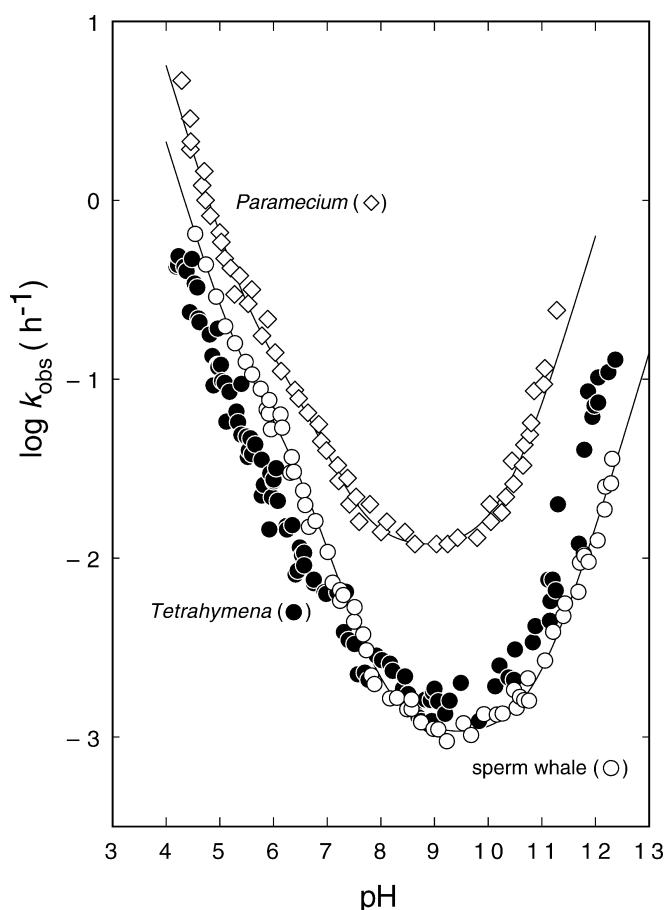 1
0
− 1
− 2
− 3
log k_obs ( h⁻¹)
Paramecium ( ◇ )
Tetrahymena ( ● )
sperm whale ( ○ )
3 4 5 6 7 8 9 10 11 12 13
pH